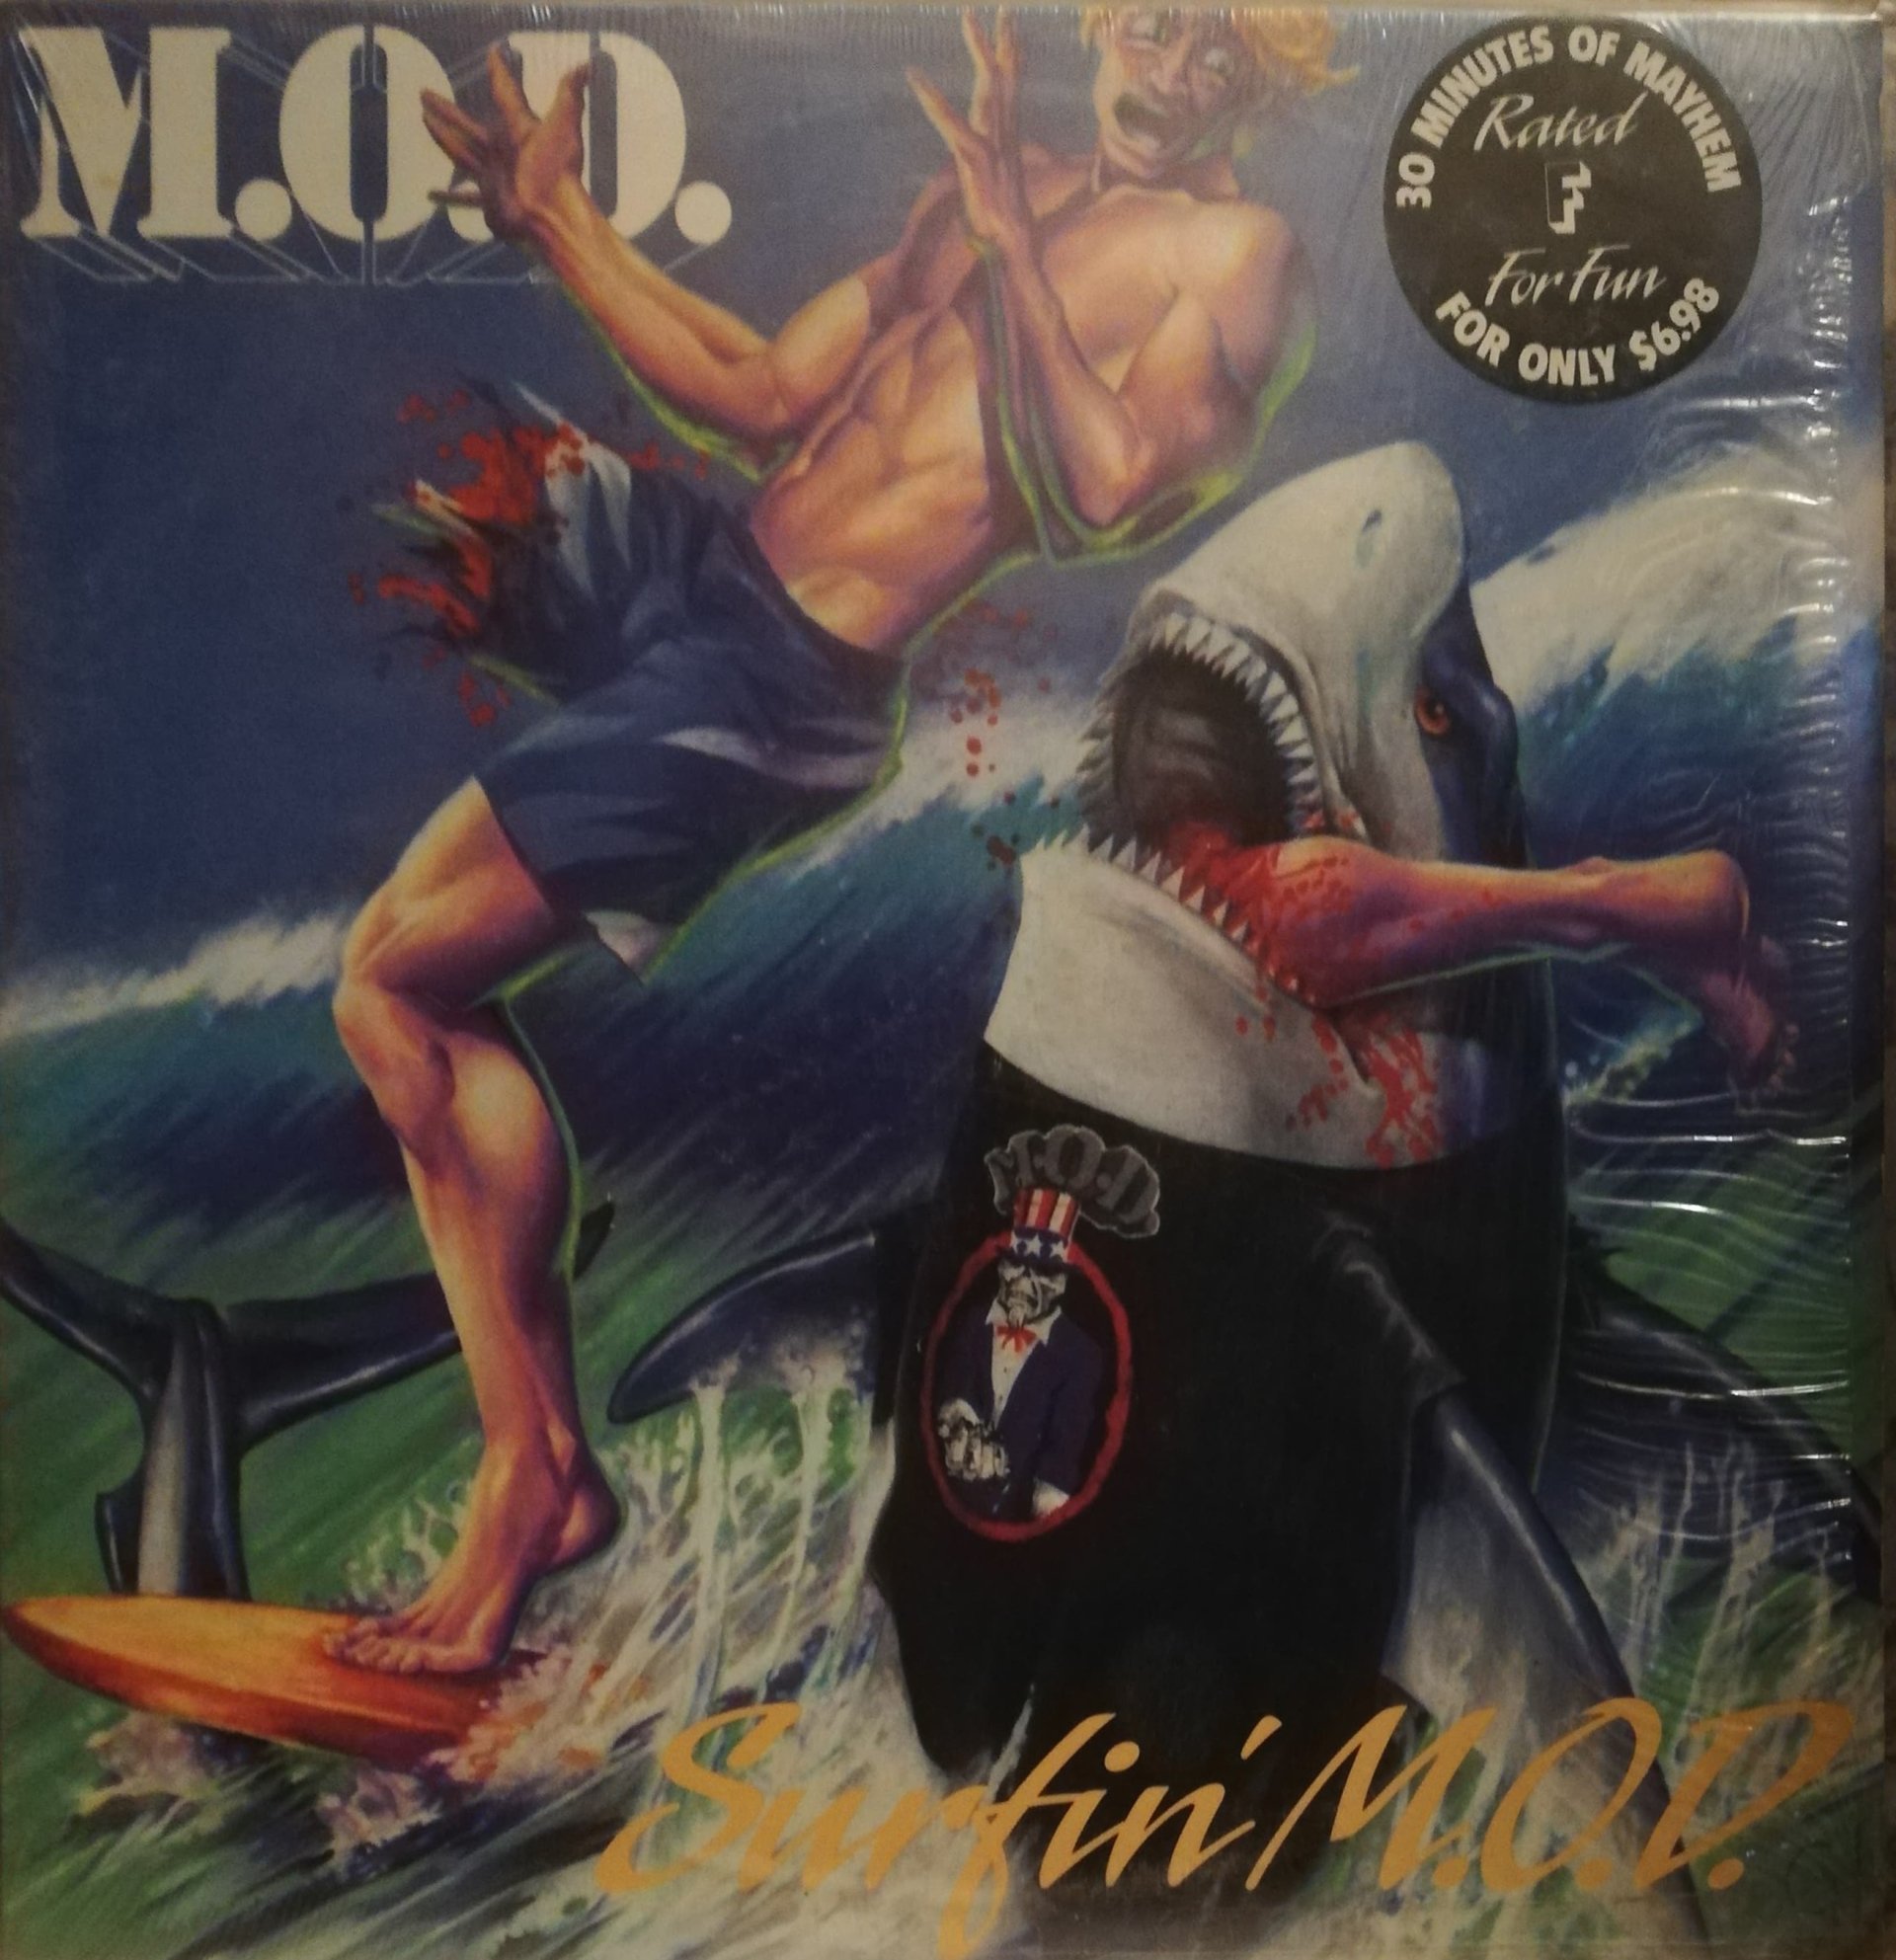 M.O.D.
30 MINUTES OF MAYHEM
Rated
For Fun
FOR ONLY $6.98
M.O.D.
Surfin' M.O.D.